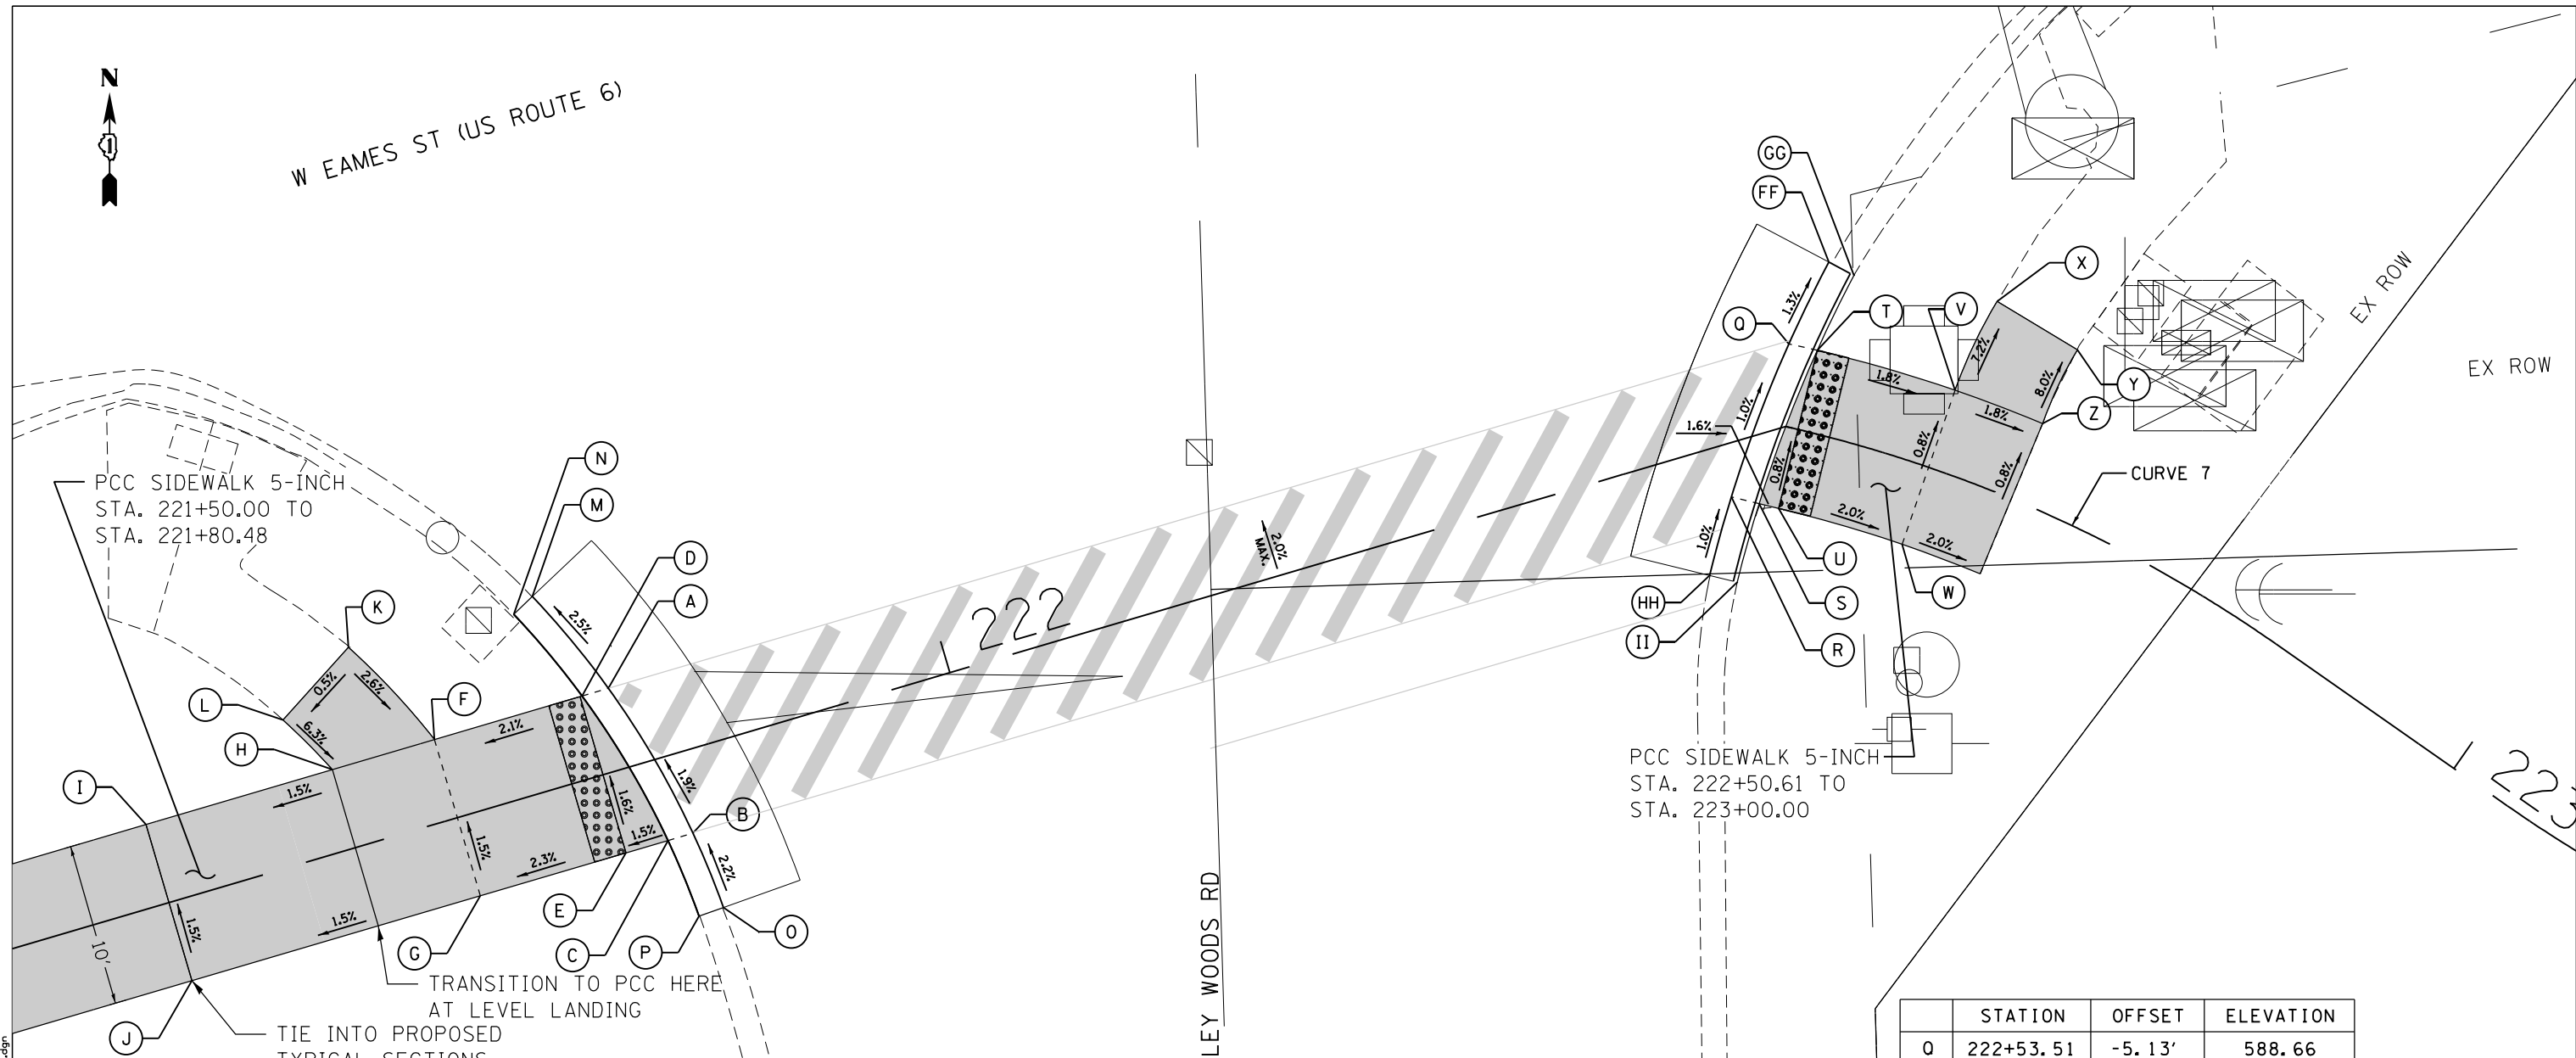 N
1
W EAMES ST (US ROUTE 6)
GG
FF
X
Q
T
V
EX ROW
EX ROW
1.3%
7.2%
8.0%
1.8%
1.8%
Y
Z
1.0%
1.6%
0.8%
0.8%
0.8%
CURVE 7
2.0%
2.0%
1.0%
2.0%
MAX.
N
M
PCC SIDEWALK 5-INCH
STA. 221+50.00 TO
STA. 221+80.48
D
A
U
S
W
HH
II
R
K
2.5%
222
0.5%
2.6%
L
F
6.3%
2.1%
H
I
1.5%
1.9%
1.6%
B
1.5%
1.5%
2.3%
2.2%
1.5%
1.5%
10'
E
C
P
O
G
J
PCC SIDEWALK 5-INCH
STA. 222+50.61 TO
STA. 223+00.00
223
TRANSITION TO PCC HERE
AT LEVEL LANDING
TIE INTO PROPOSED
TYPICAL SECTIONS
LEY WOODS RD
STATION OFFSET ELEVATION
Q 222+53.51 -5.13' 588.66
.dgn